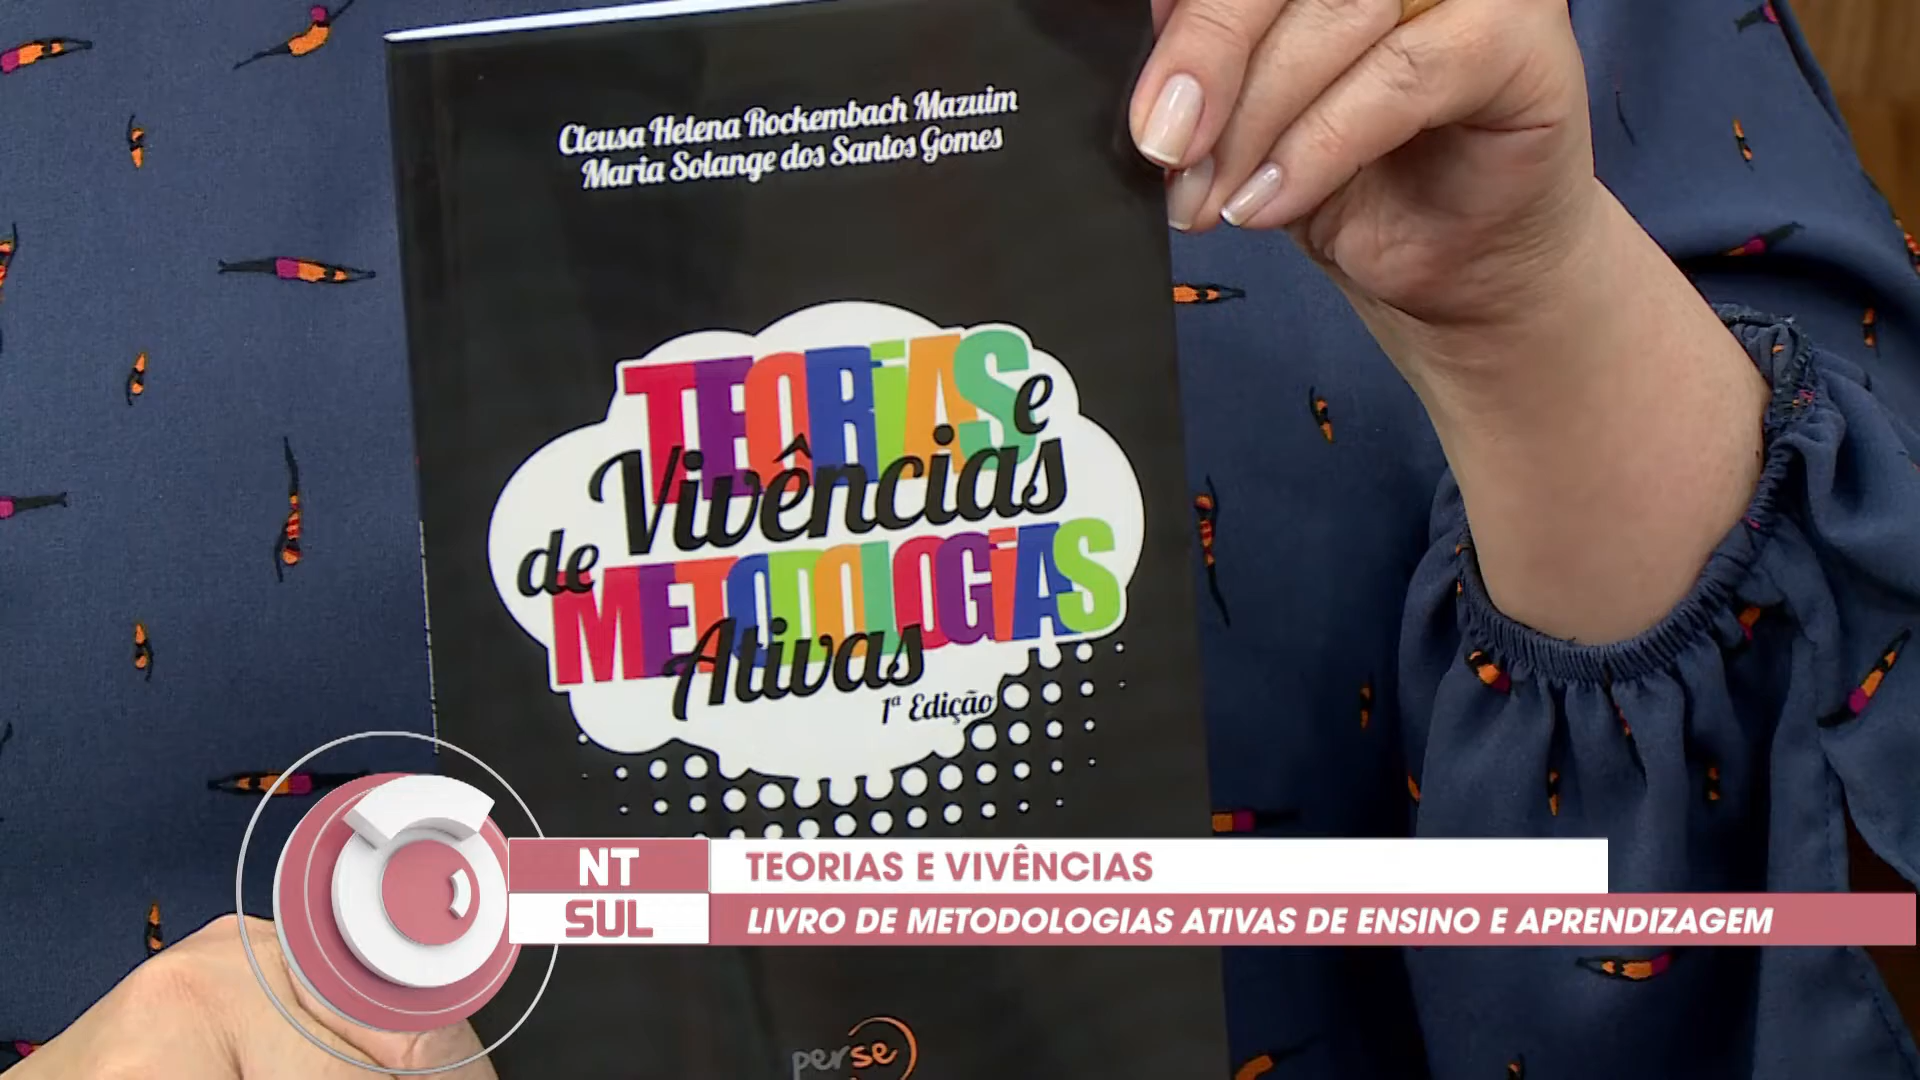 Cleusa Helena Rockembach Mazuim
Maria Solange dos Santos Gomes
TEORIAS e
Vivências
de METODOLOGIAS
Ativas
1ª Edição
NT
SUL
TEORIAS E VIVÊNCIAS
LIVRO DE METODOLOGIAS ATIVAS DE ENSINO E APRENDIZAGEM
perse